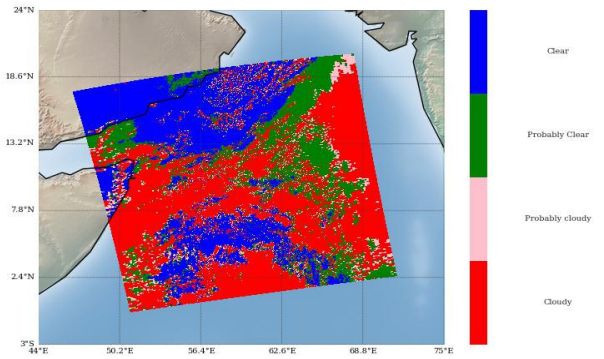 24°N
18.6°N
13.2°N
7.8°N
2.4°N
3°S
44°E 50.2°E 56.4°E 62.6°E 68.8°E 75°E
Clear
Probably Clear
Probably cloudy
Cloudy